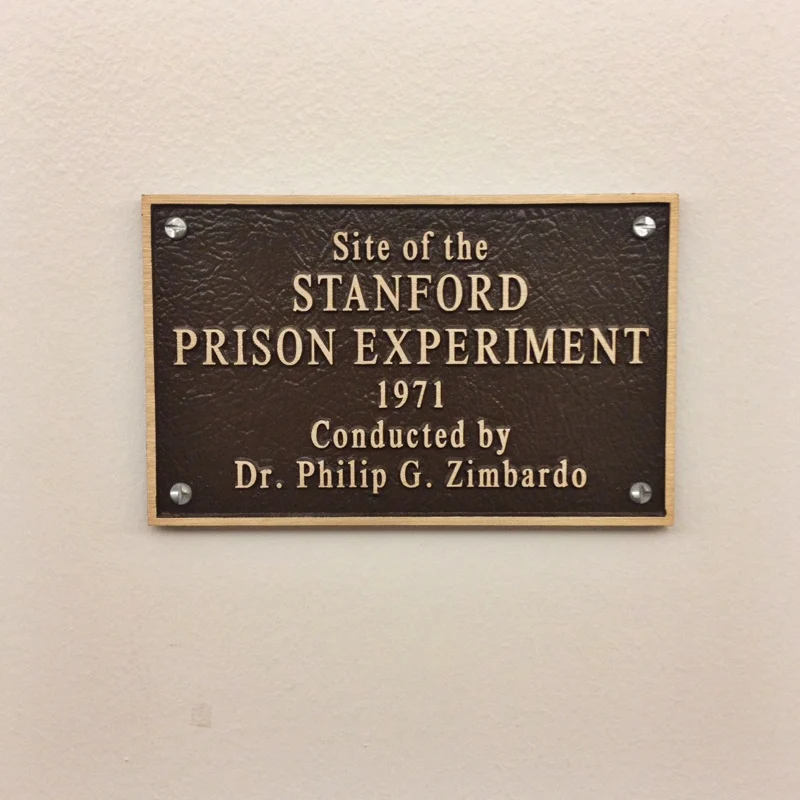 Site of the
STANFORD
PRISON EXPERIMENT
1971
Conducted by
Dr. Philip G. Zimbardo